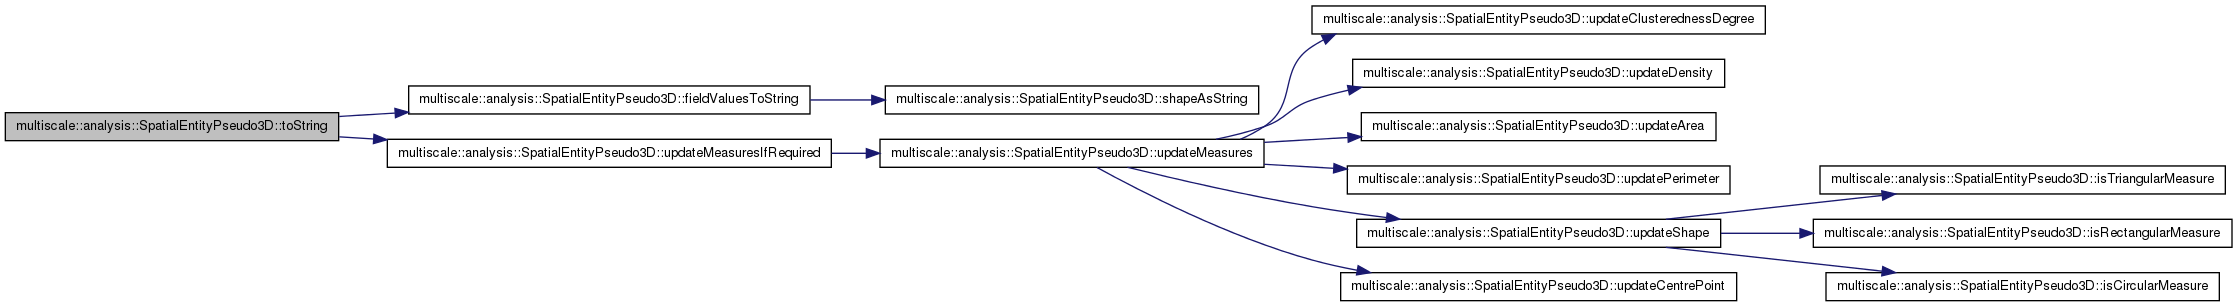 multiscale::analysis::SpatialEntityPseudo3D::toString
multiscale::analysis::SpatialEntityPseudo3D::fieldValuesToString
multiscale::analysis::SpatialEntityPseudo3D::shapeAsString
multiscale::analysis::SpatialEntityPseudo3D::updateMeasuresIfRequired
multiscale::analysis::SpatialEntityPseudo3D::updateMeasures
multiscale::analysis::SpatialEntityPseudo3D::updateClusterednessDegree
multiscale::analysis::SpatialEntityPseudo3D::updateDensity
multiscale::analysis::SpatialEntityPseudo3D::updateArea
multiscale::analysis::SpatialEntityPseudo3D::updatePerimeter
multiscale::analysis::SpatialEntityPseudo3D::updateShape
multiscale::analysis::SpatialEntityPseudo3D::updateCentrePoint
multiscale::analysis::SpatialEntityPseudo3D::isTriangularMeasure
multiscale::analysis::SpatialEntityPseudo3D::isRectangularMeasure
multiscale::analysis::SpatialEntityPseudo3D::isCircularMeasure